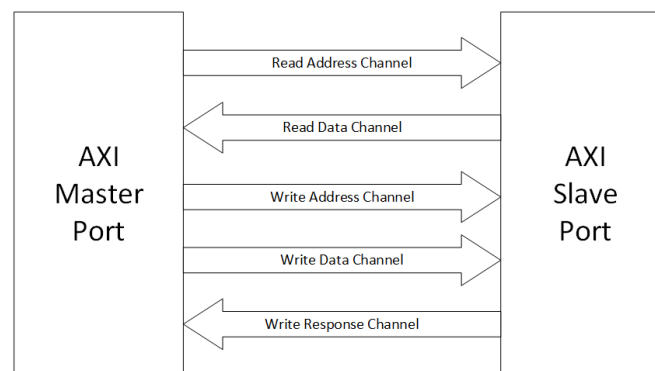 Read Address Channel
Read Data Channel
AXI
Master
Port
Write Address Channel
Write Data Channel
Write Response Channel
AXI
Slave
Port